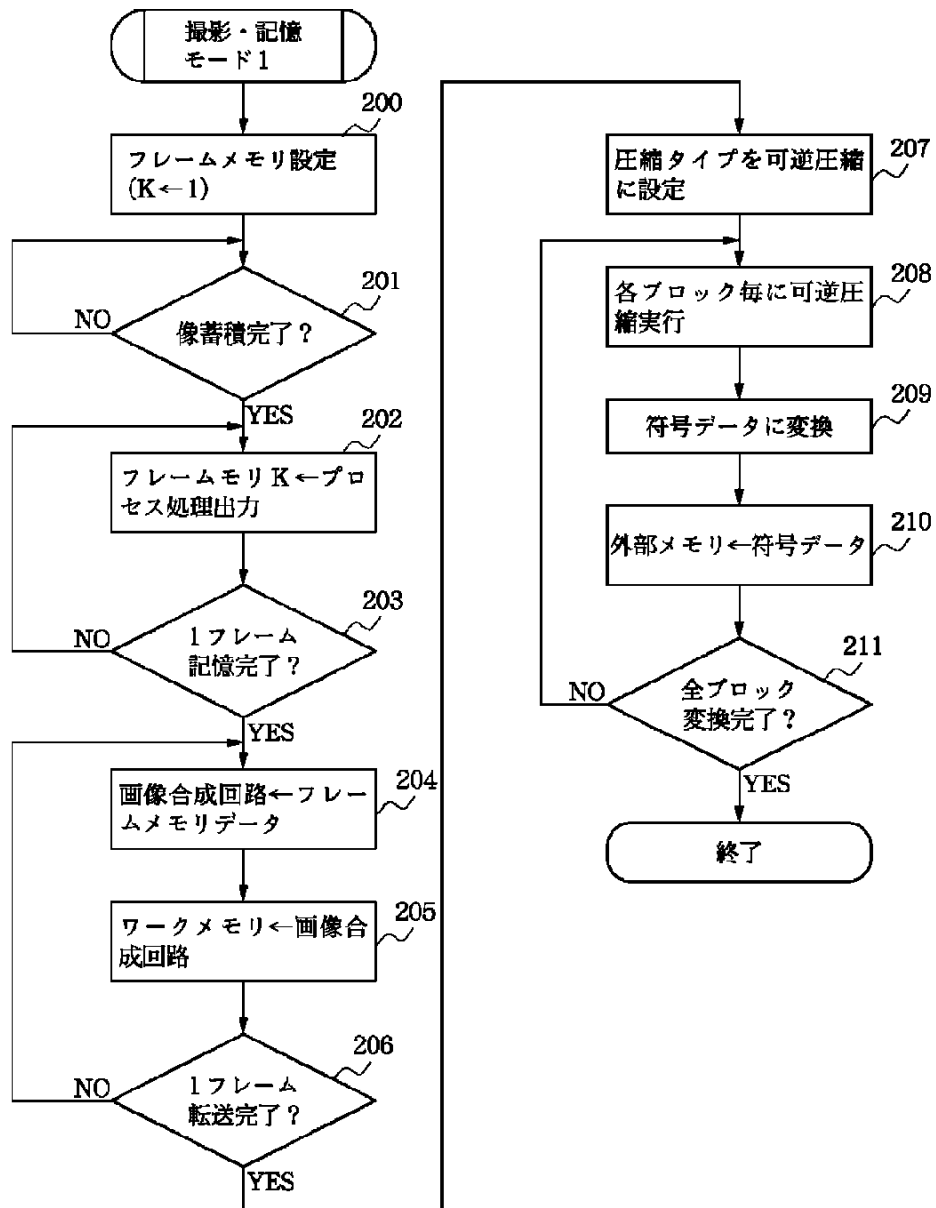 撮影・記憶
モード1
200
フレームメモリ設定
(K←1)
201
像蓄積完了？
NO
YES
202
フレームモリK←プロ
セス処理出力
203
1フレーム
記憶完了？
NO
YES
204
画像合成回路←フレー
ムメモリデータ
205
ワークメモリ←画像合
成回路
206
1フレーム
転送完了？
NO
YES
207
圧縮タイプを可逆圧縮
に設定
208
各ブロック毎に可逆圧
縮実行
209
符号データに変換
210
外部メモリ←符号データ
211
全ブロック
変換完了？
NO
YES
終了